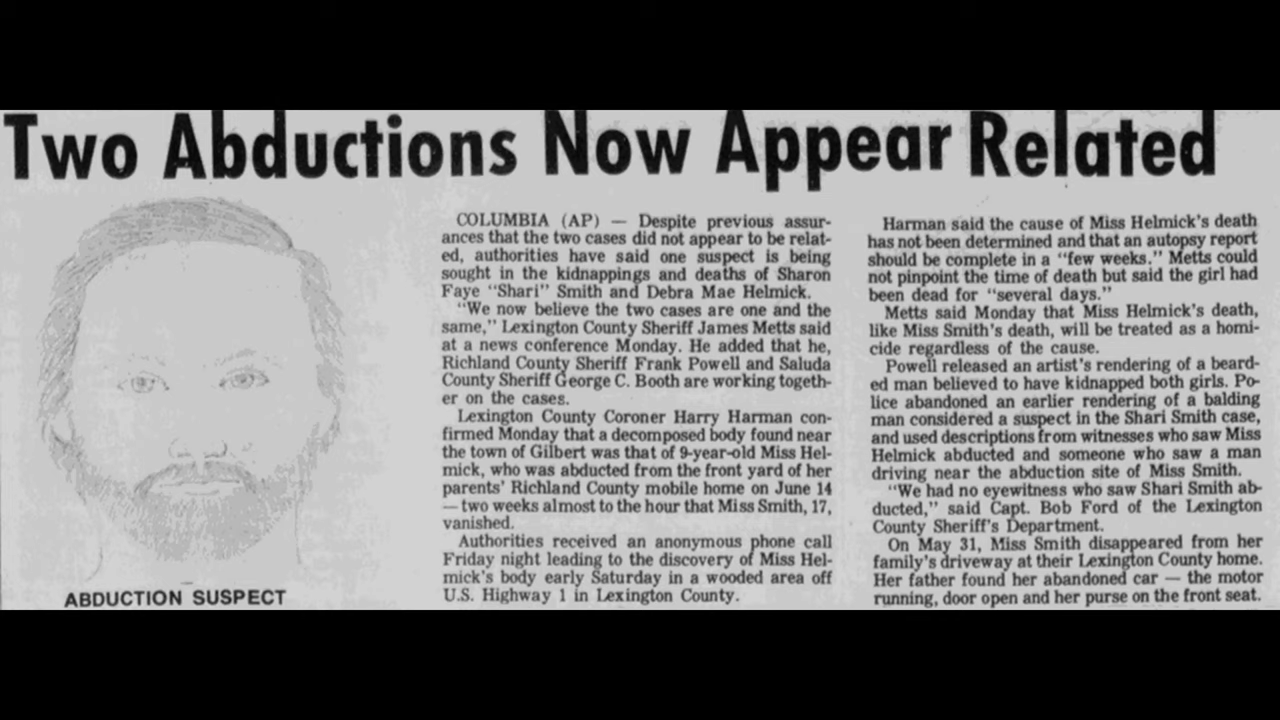 Two Abductions Now Appear Related
COLUMBIA (AP) — Despite previous assur-
ances that the two cases did not appear to be relat-
ed, authorities have said one suspect is being
sought in the kidnappings and deaths of Sharon
Faye "Shari" Smith and Debra Mae Helmick.
"We now believe the two cases are one and the
same," Lexington County Sheriff James Metts said
at a news conference Monday. He added that he,
Richland County Sheriff Frank Powell and Saluda
County Sheriff George C. Booth are working togeth-
er on the cases.
Lexington County Coroner Harry Harman con-
firmed Monday that a decomposed body found near
the town of Gilbert was that of 9-year-old Miss Hel-
mick, who was abducted from the front yard of her
parents' Richland County mobile home on June 14
— two weeks almost to the hour that Miss Smith, 17,
vanished.
Authorities received an anonymous phone call
Friday night leading to the discovery of Miss Hel-
mick's body early Saturday in a wooded area off
U.S. Highway 1 in Lexington County.
Harman said the cause of Miss Helmick's death
has not been determined and that an autopsy report
should be complete in a "few weeks." Metts could
not pinpoint the time of death but said the girl had
been dead for "several days."
Metts said Monday that Miss Helmick's death,
like Miss Smith's death, will be treated as a homi-
cide regardless of the cause.
Powell released an artist's rendering of a beard-
ed man believed to have kidnapped both girls. Po-
lice abandoned an earlier rendering of a balding
man considered a suspect in the Shari Smith case,
and used descriptions from witnesses who saw Miss
Helmick abducted and someone who saw a man
driving near the abduction site of Miss Smith.
"We had no eyewitness who saw Shari Smith ab-
ducted," said Capt. Bob Ford of the Lexington
County Sheriff's Department.
On May 31, Miss Smith disappeared from her
family's driveway at their Lexington County home.
Her father found her abandoned car — the motor
running, door open and her purse on the front seat.
ABDUCTION SUSPECT